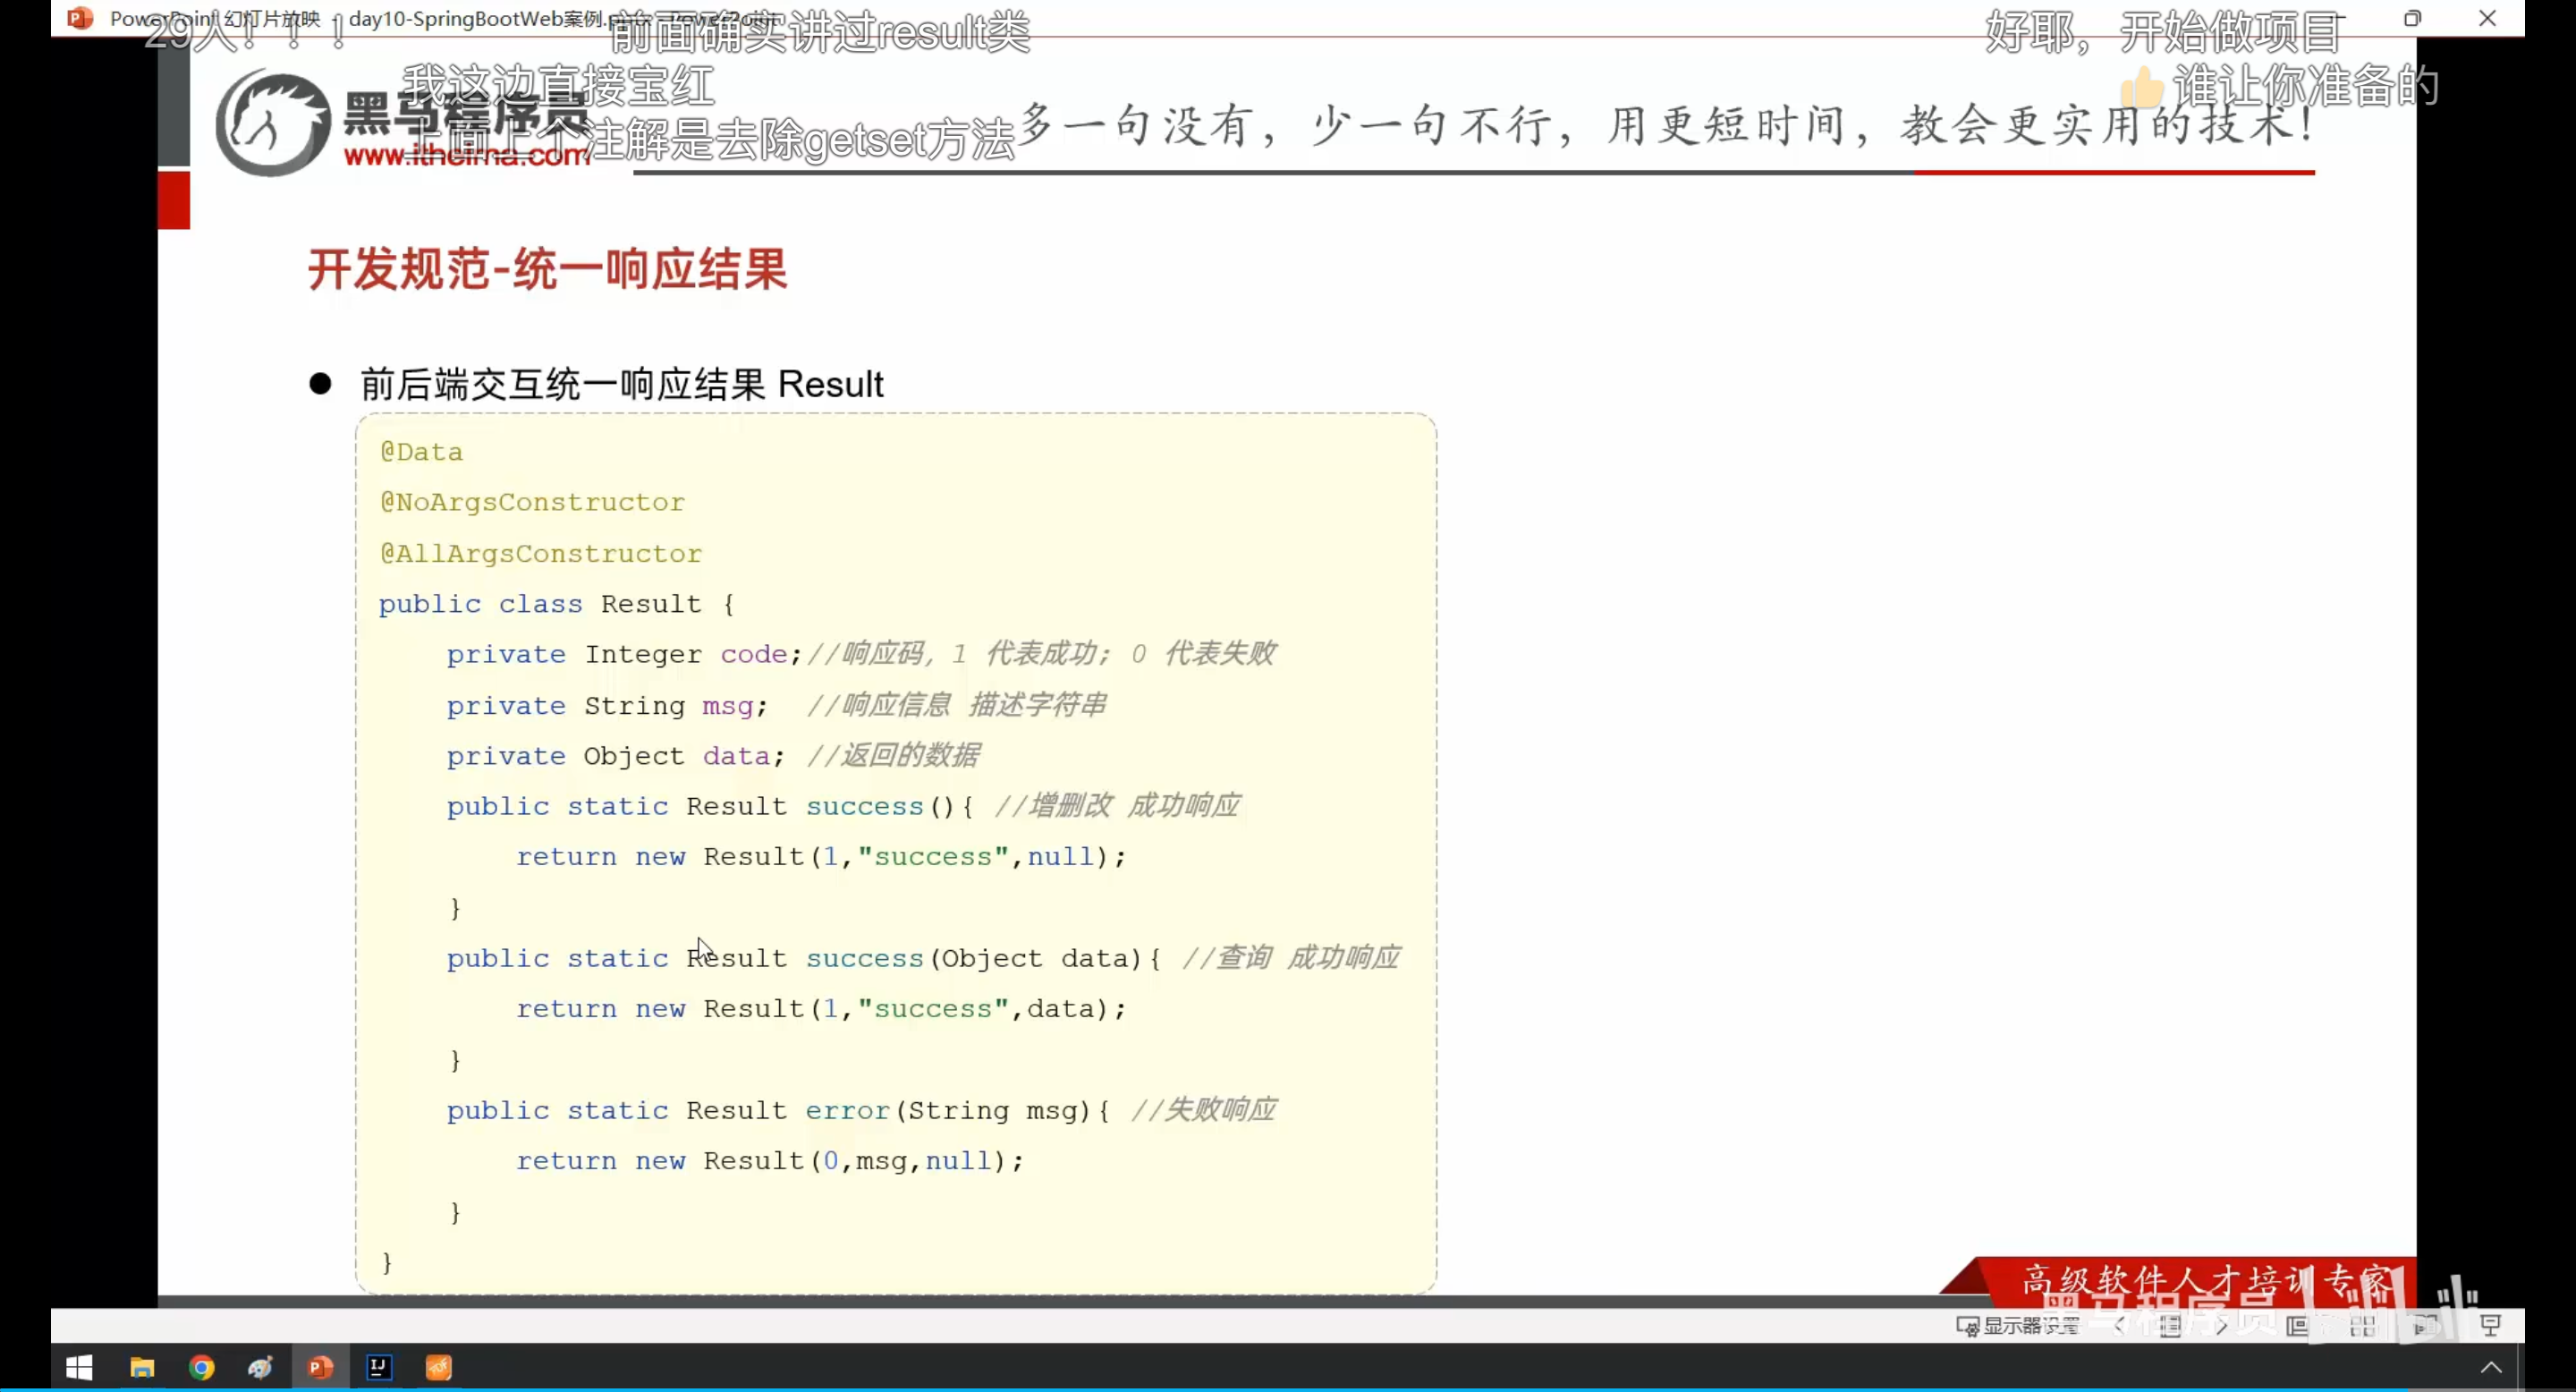 PowerPoint 幻灯片放映 - day10-SpringBootWeb案例.pptx - PowerPoint
29人！！！
前面确实讲过result类
好耶，开始做项目
我这边直接宝红
谁让你准备的
黑马程序员
www.itheima.com
注解是去除getset方法
多一句没有，少一句不行，用更短时间，教会更实用的技术！
开发规范-统一响应结果
● 前后端交互统一响应结果 Result
@Data
@NoArgsConstructor
@AllArgsConstructor
public class Result {
private Integer code;//响应码，1 代表成功；0 代表失败
private String msg; //响应信息 描述字符串
private Object data; //返回的数据
public static Result success(){ //增删改 成功响应
return new Result(1,"success",null);
}
public static Result success(Object data){ //查询 成功响应
return new Result(1,"success",data);
}
public static Result error(String msg){ //失败响应
return new Result(0,msg,null);
}
}
高级软件人才培训专家
黑马程序员
显示器设置